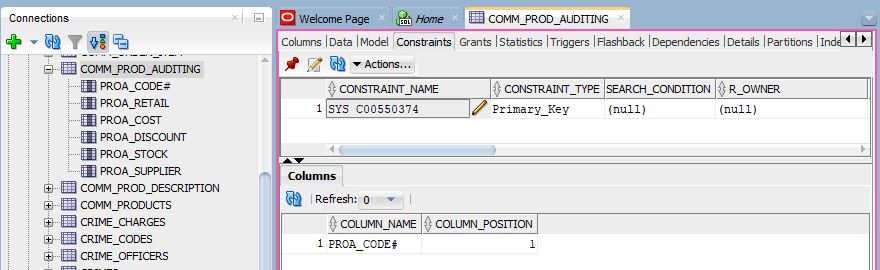 Connections
Welcome Page
Home
COMM_PROD_AUDITING
Columns Data Model Constraints Grants Statistics Triggers Flashback Dependencies Details Partitions Inde
Actions...
CONSTRAINT_NAME CONSTRAINT_TYPE SEARCH_CONDITION R_OWNER
1 SYS_C00550374 Primary_Key (null) (null)
Columns
Refresh: 0
COLUMN_NAME COLUMN_POSITION
1 PROA_CODE# 1
COMM_PROD_AUDITING
PROA_CODE#
PROA_RETAIL
PROA_COST
PROA_DISCOUNT
PROA_STOCK
PROA_SUPPLIER
COMM_PROD_DESCRIPTION
COMM_PRODUCTS
CRIME_CHARGES
CRIME_CODES
CRIME_OFFICERS